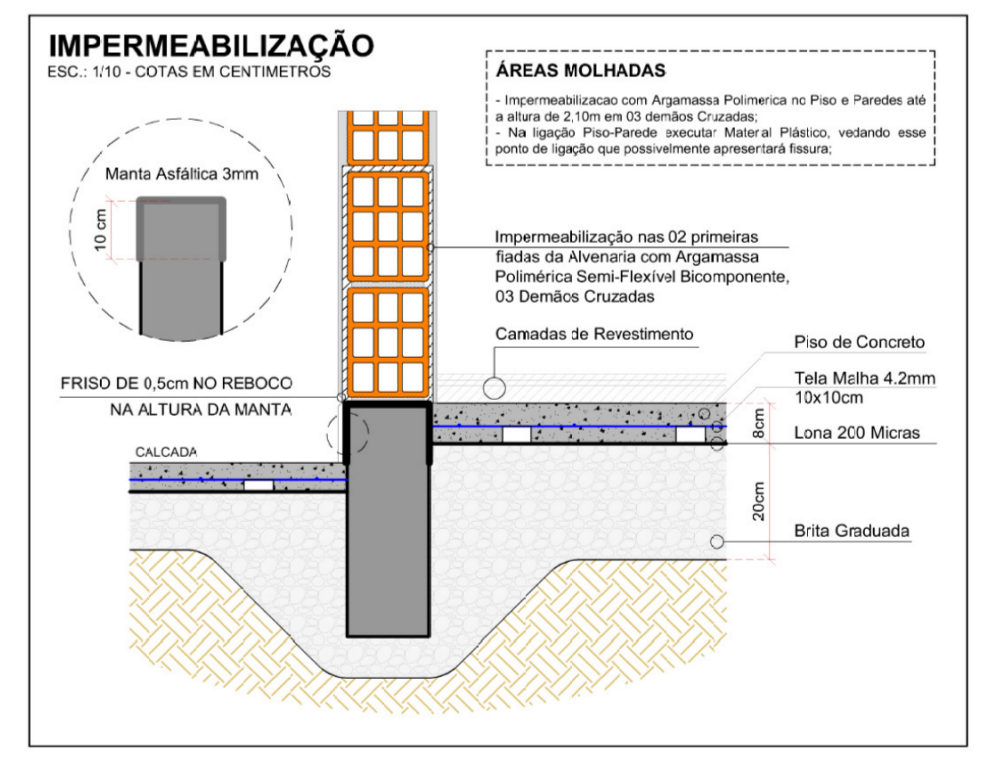 IMPERMEABILIZAÇÃO
ESC.: 1/10 - COTAS EM CENTIMETROS
ÁREAS MOLHADAS
- Impermeabilizacao com Argamassa Polimerica no Piso e Paredes até
a altura de 2,10m em 03 demãos Cruzadas;
- Na ligação Piso-Parede executar Material Plástico, vedando esse
ponto de ligação que possivelmente apresentará fissura;
Manta Asfáltica 3mm
10 cm
Impermeabilização nas 02 primeiras
fiadas da Alvenaria com Argamassa
Polimérica Semi-Flexível Bicomponente,
03 Demãos Cruzadas
Camadas de Revestimento
Piso de Concreto
Tela Malha 4.2mm
10x10cm
Lona 200 Micras
FRISO DE 0,5cm NO REBOCO
NA ALTURA DA MANTA
CALCADA
8cm
20cm
Brita Graduada